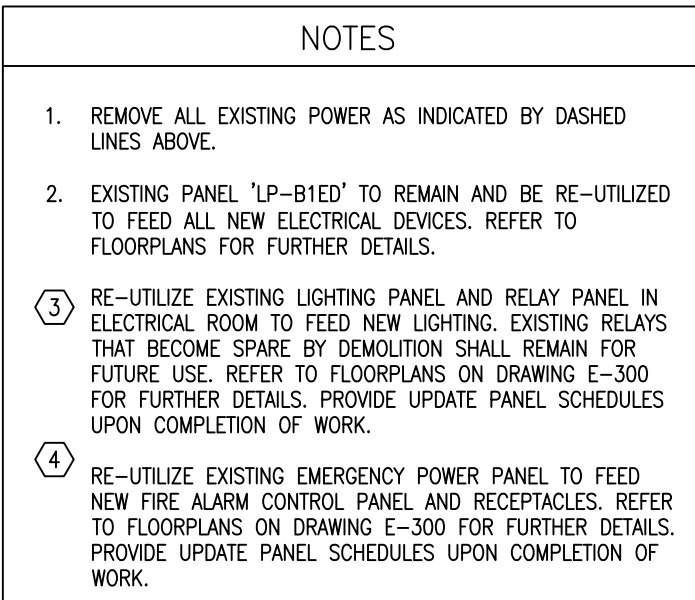 NOTES
1. REMOVE ALL EXISTING POWER AS INDICATED BY DASHED
LINES ABOVE.
2. EXISTING PANEL 'LP-B1ED' TO REMAIN AND BE RE-UTILIZED
TO FEED ALL NEW ELECTRICAL DEVICES. REFER TO
FLOORPLANS FOR FURTHER DETAILS.
3 RE-UTILIZE EXISTING LIGHTING PANEL AND RELAY PANEL IN
ELECTRICAL ROOM TO FEED NEW LIGHTING. EXISTING RELAYS
THAT BECOME SPARE BY DEMOLITION SHALL REMAIN FOR
FUTURE USE. REFER TO FLOORPLANS ON DRAWING E-300
FOR FURTHER DETAILS. PROVIDE UPDATE PANEL SCHEDULES
UPON COMPLETION OF WORK.
4 RE-UTILIZE EXISTING EMERGENCY POWER PANEL TO FEED
NEW FIRE ALARM CONTROL PANEL AND RECEPTACLES. REFER
TO FLOORPLANS ON DRAWING E-300 FOR FURTHER DETAILS.
PROVIDE UPDATE PANEL SCHEDULES UPON COMPLETION OF
WORK.